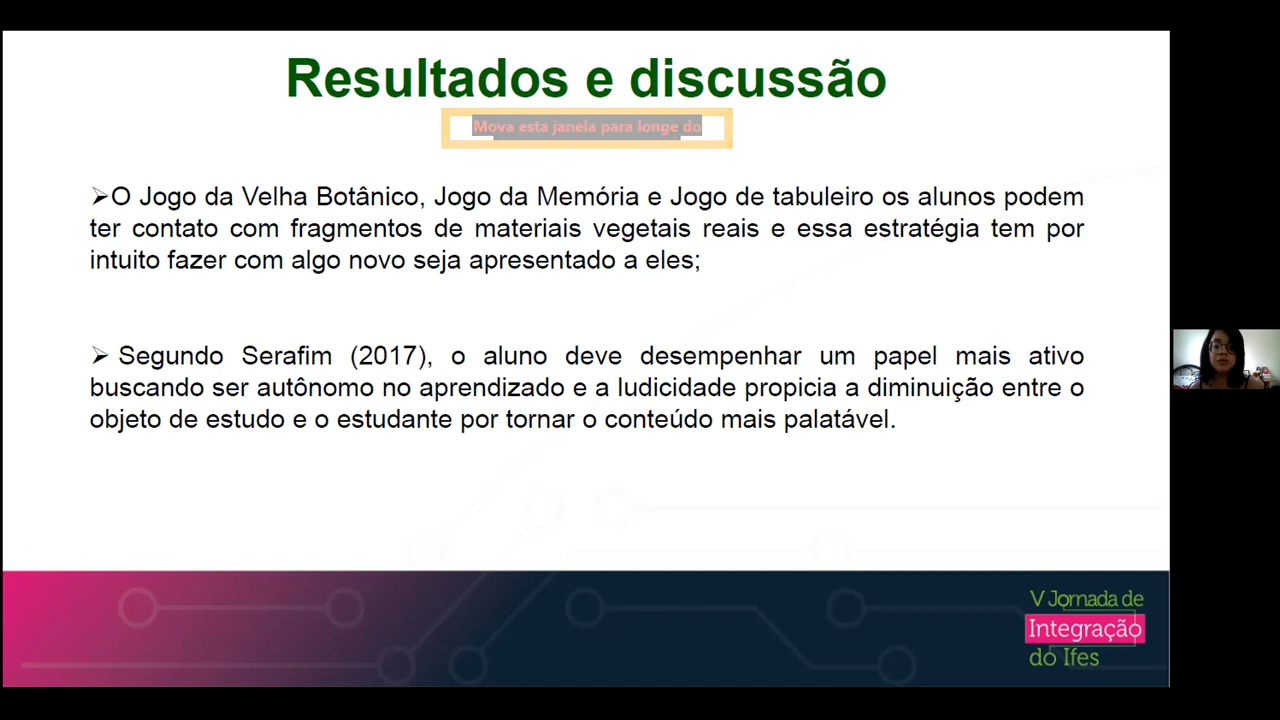 Resultados e discussão
Mova esta janela para longe do
➢O Jogo da Velha Botânico, Jogo da Memória e Jogo de tabuleiro os alunos podem
ter contato com fragmentos de materiais vegetais reais e essa estratégia tem por
intuito fazer com algo novo seja apresentado a eles;
➢ Segundo Serafim (2017), o aluno deve desempenhar um papel mais ativo
buscando ser autônomo no aprendizado e a ludicidade propicia a diminuição entre o
objeto de estudo e o estudante por tornar o conteúdo mais palatável.
V Jornada de
Integração
do Ifes